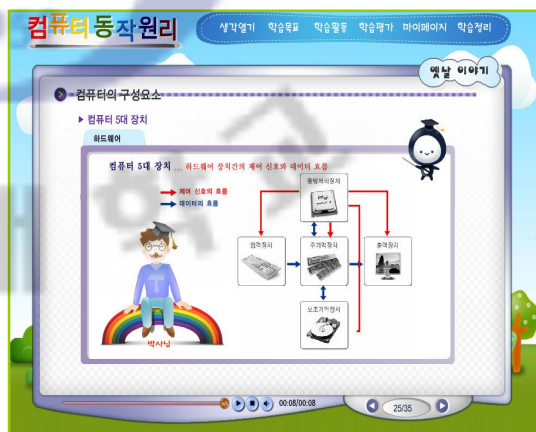 컴퓨터 동작원리
생각열기 학습목표 학습활동 학습평가 마이페이지 학습정리
옛날 이야기
컴퓨터의 구성요소
컴퓨터 5대 장치
하드웨어
컴퓨터 5대 장치 ... 하드웨어 장치간의 제어 신호와 데이터 흐름
제어 신호의 흐름
데이터의 흐름
중앙처리장치
입력장치 주기억장치 출력장치
보조기억장치
박사님
00:08/00:08
25/35